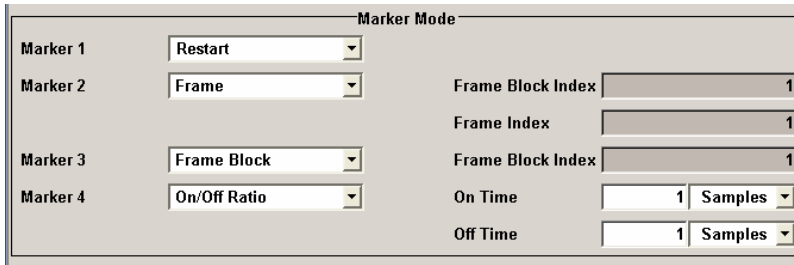 Marker Mode
Marker 1 Restart
Marker 2 Frame Frame Block Index 1
Frame Index 1
Marker 3 Frame Block Frame Block Index 1
Marker 4 On/Off Ratio On Time 1 Samples
Off Time 1 Samples